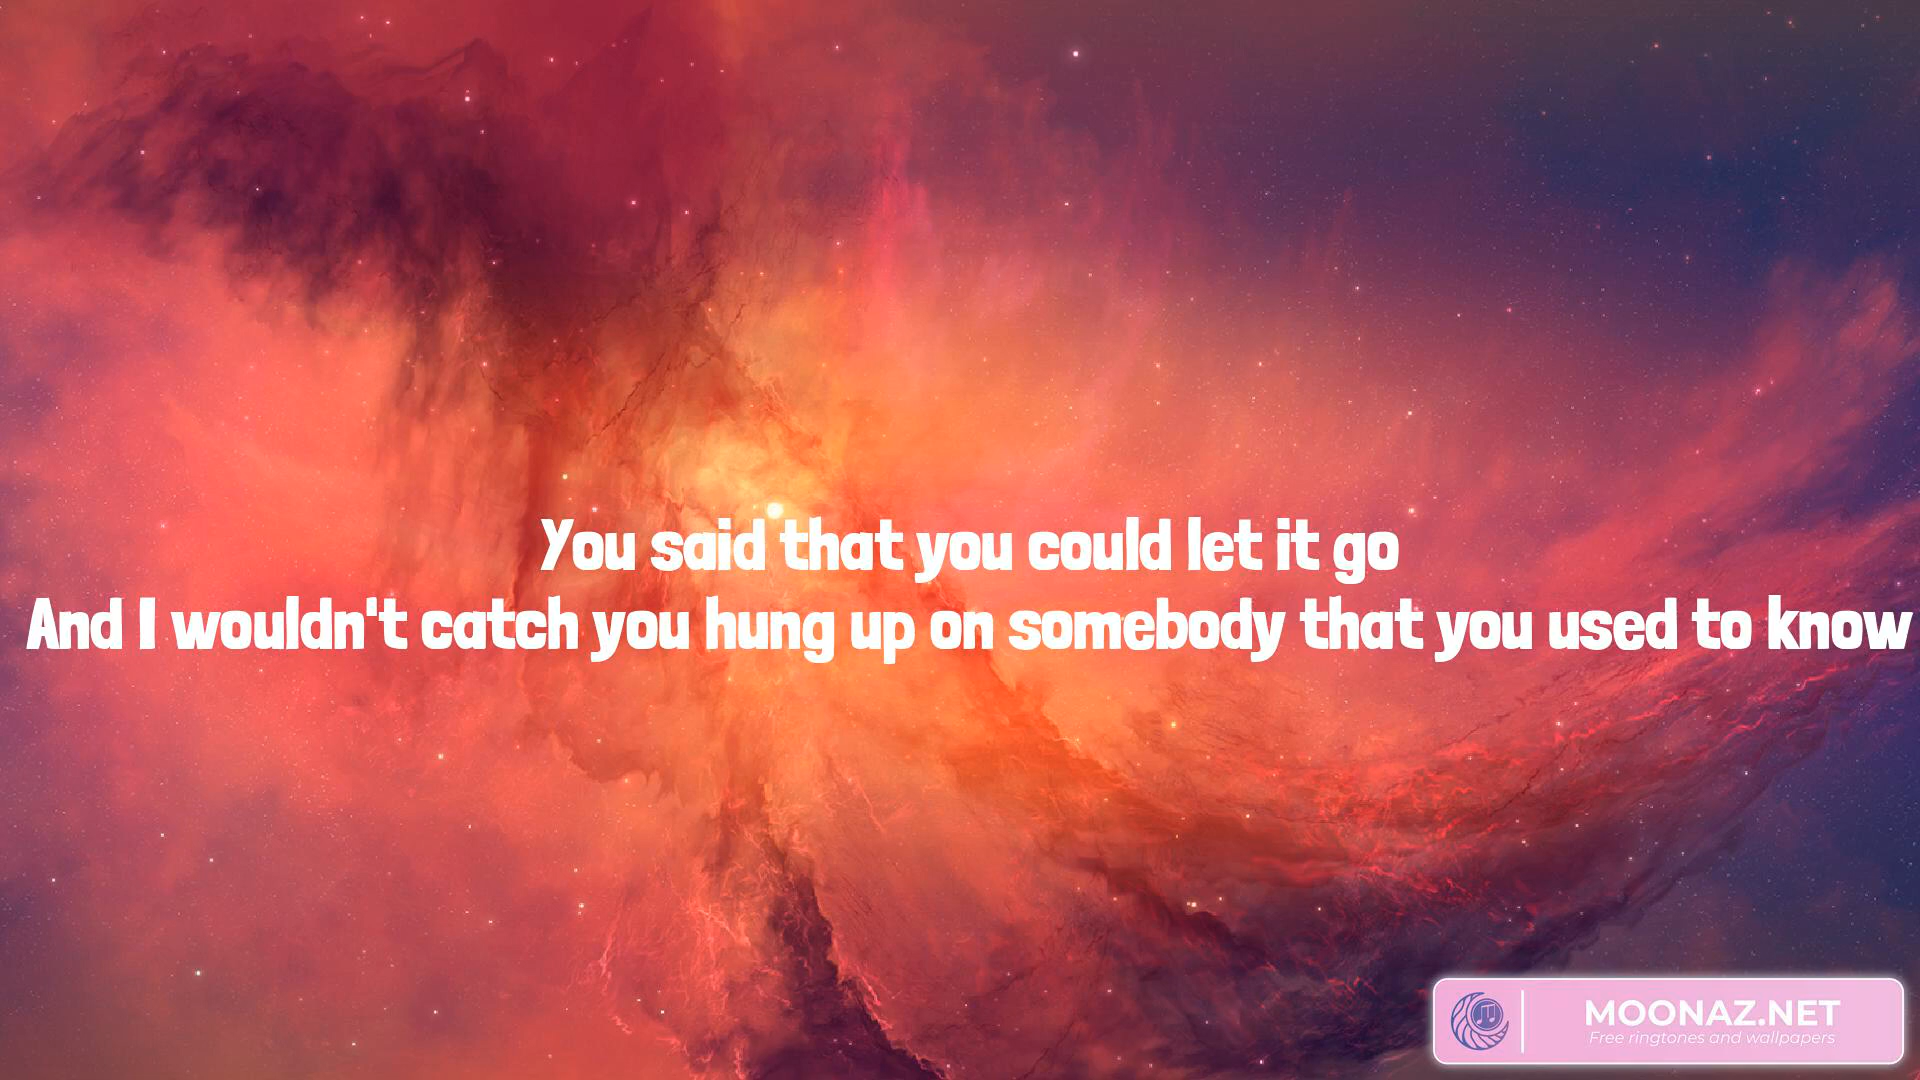 You said that you could let it go
And I wouldn't catch you hung up on somebody that you used to know
MOONAZ.NET
Free ringtones and wallpapers